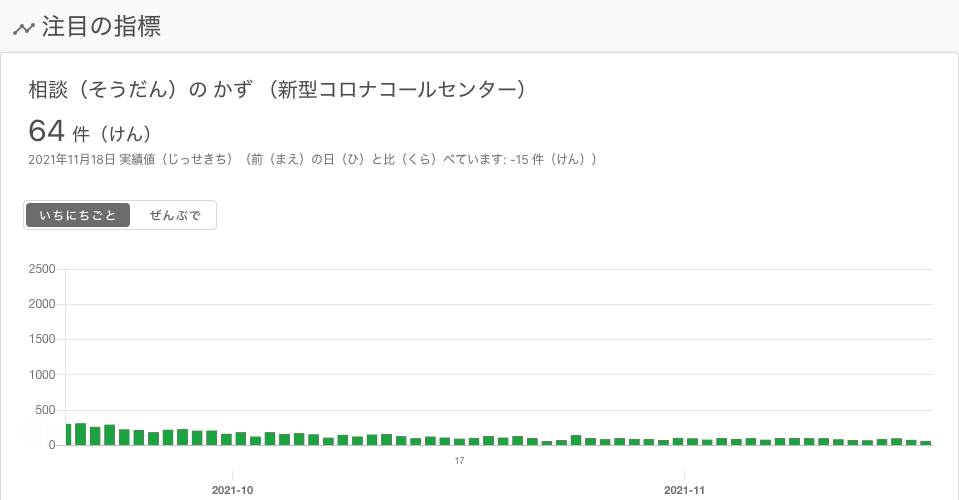 注目の指標
相談（そうだん）の かず （新型コロナコールセンター）
64 件（けん）
2021年11月18日 実績値（じっせきち）（前（まえ）の日（ひ）と比（くら）べています: -15 件（けん））
いちにちごと ぜんぶで
2500
2000
1500
1000
500
0
17
2021-10 2021-11